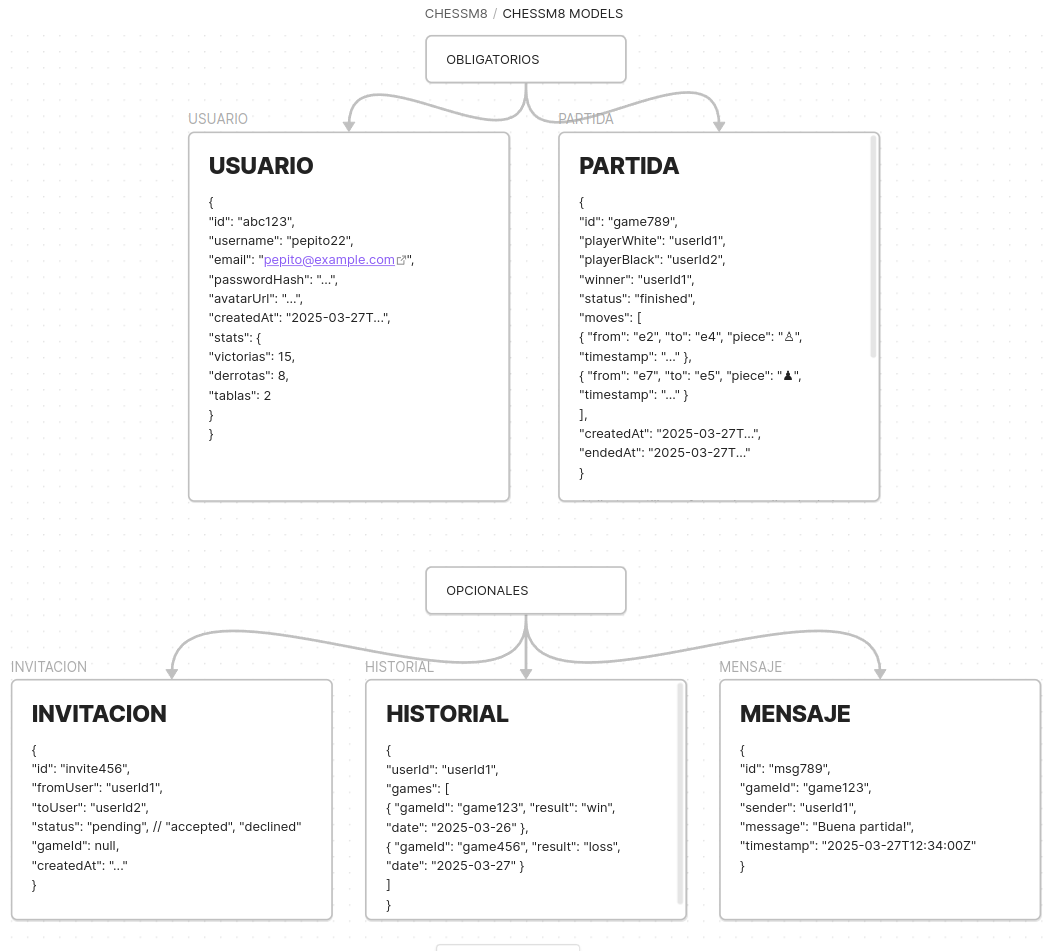 CHESSM8 / CHESSM8 MODELS
OBLIGATORIOS
USUARIO
USUARIO
{
"id": "abc123",
"username": "pepito22",
"email": "pepito@example.com",
"passwordHash": "...",
"avatarUrl": "...",
"createdAt": "2025-03-27T...",
"stats": {
"victorias": 15,
"derrotas": 8,
"tablas": 2
}
}
PARTIDA
PARTIDA
{
"id": "game789",
"playerWhite": "userId1",
"playerBlack": "userId2",
"winner": "userId1",
"status": "finished",
"moves": [
{ "from": "e2", "to": "e4", "piece": "♙",
"timestamp": "..." },
{ "from": "e7", "to": "e5", "piece": "♟",
"timestamp": "..." }
],
"createdAt": "2025-03-27T...",
"endedAt": "2025-03-27T..."
}
OPCIONALES
INVITACION
INVITACION
{
"id": "invite456",
"fromUser": "userId1",
"toUser": "userId2",
"status": "pending", // "accepted", "declined"
"gameId": null,
"createdAt": "..."
}
HISTORIAL
HISTORIAL
{
"userId": "userId1",
"games": [
{ "gameId": "game123", "result": "win",
"date": "2025-03-26" },
{ "gameId": "game456", "result": "loss",
"date": "2025-03-27" }
]
}
MENSAJE
MENSAJE
{
"id": "msg789",
"gameId": "game123",
"sender": "userId1",
"message": "Buena partida!",
"timestamp": "2025-03-27T12:34:00Z"
}